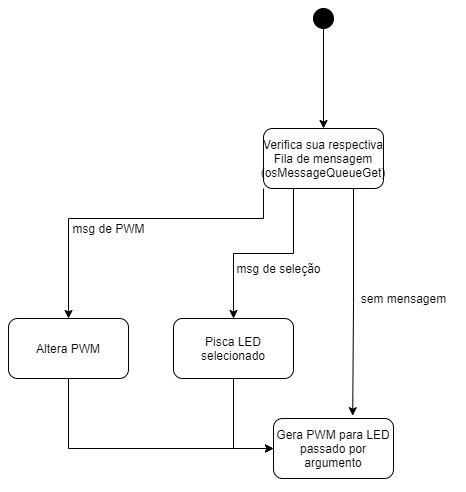 Verifica sua respectiva
Fila de mensagem
(osMessageQueueGet)
msg de PWM
msg de seleção
sem mensagem
Altera PWM
Pisca LED
selecionado
Gera PWM para LED
passado por
argumento